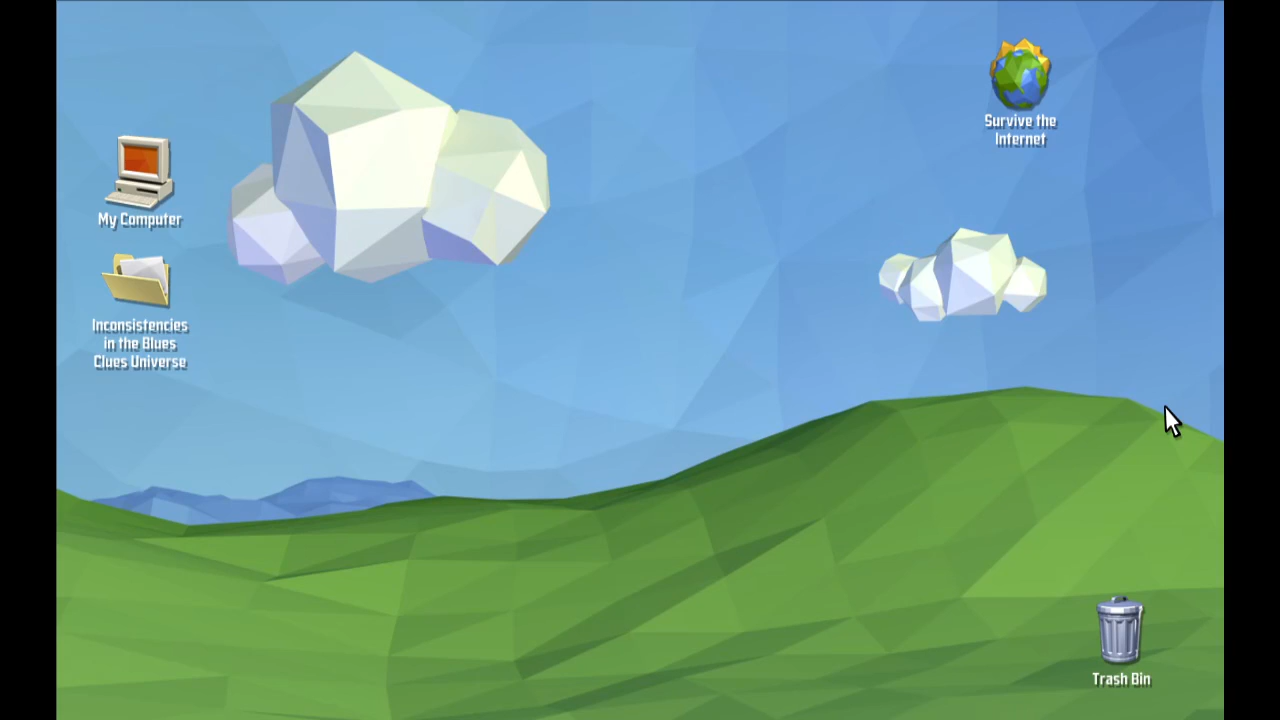 Survive the
Internet
My Computer
Inconsistencies
in the Blues
Clues Universe
Trash Bin